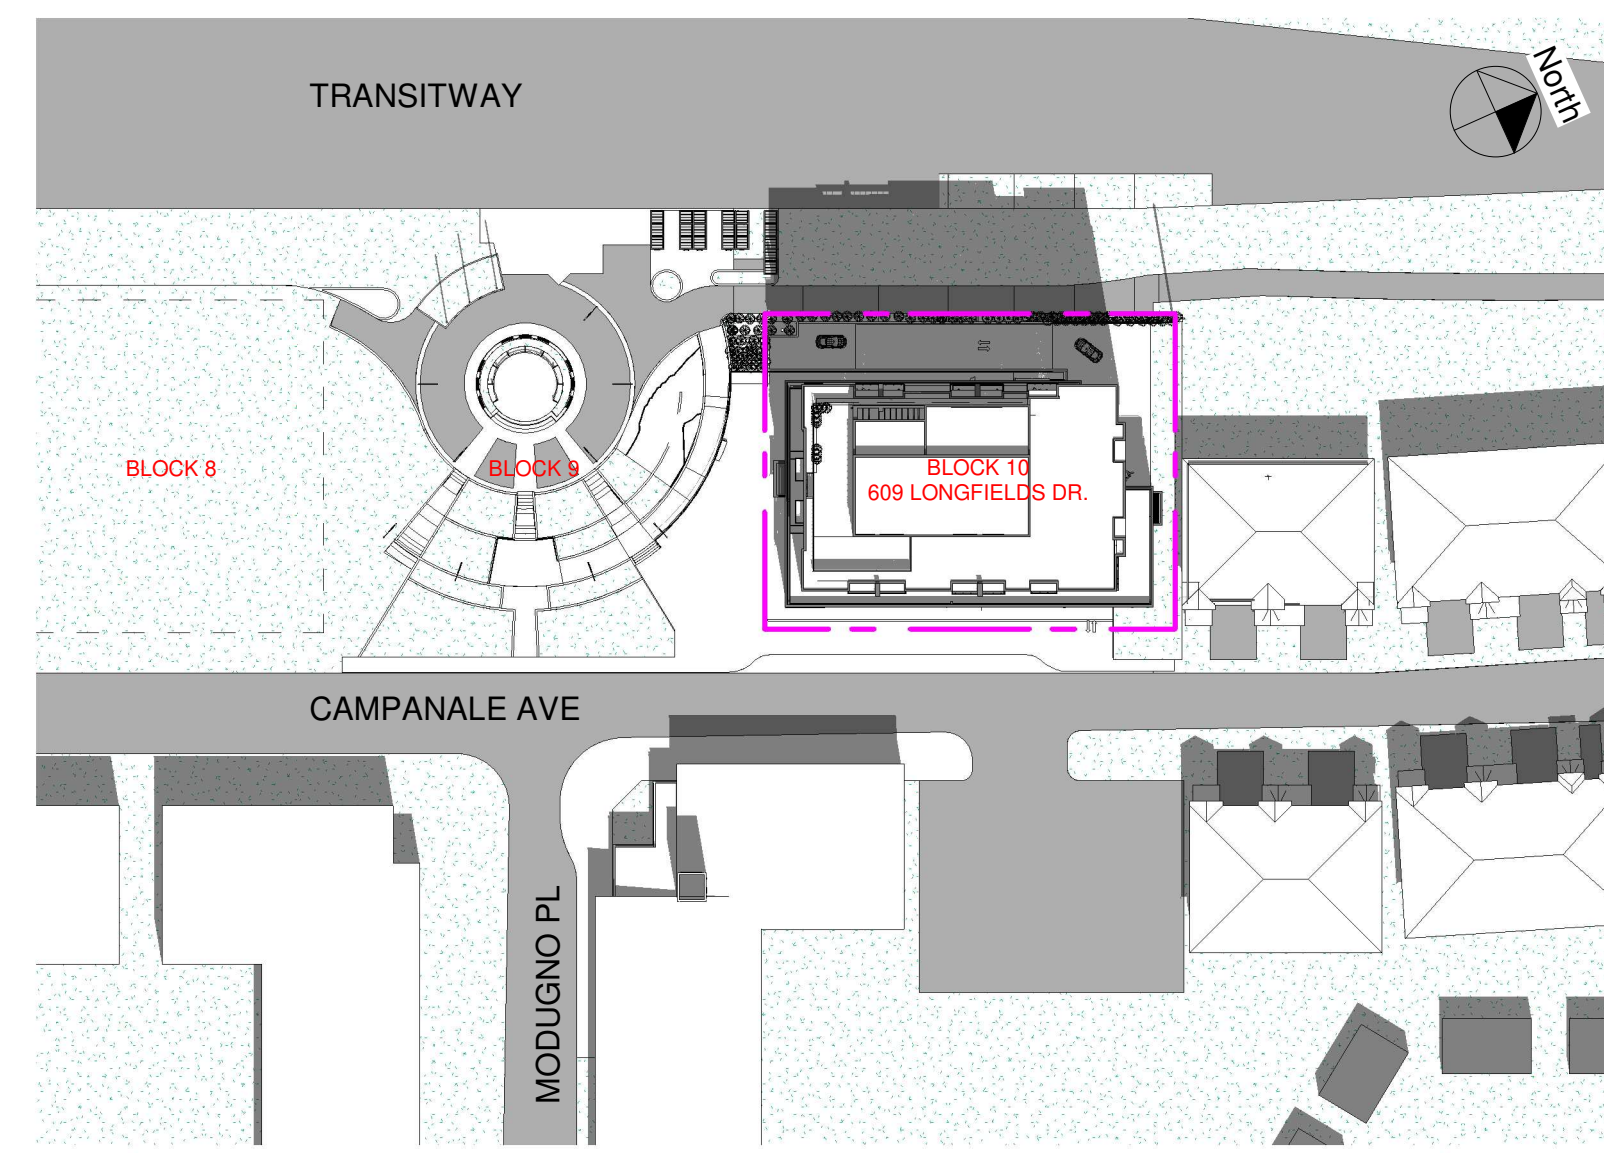 TRANSITWAY
North
BLOCK 8
BLOCK 9
BLOCK 10
609 LONGFIELDS DR.
CAMPANALE AVE
MODUGNO PL